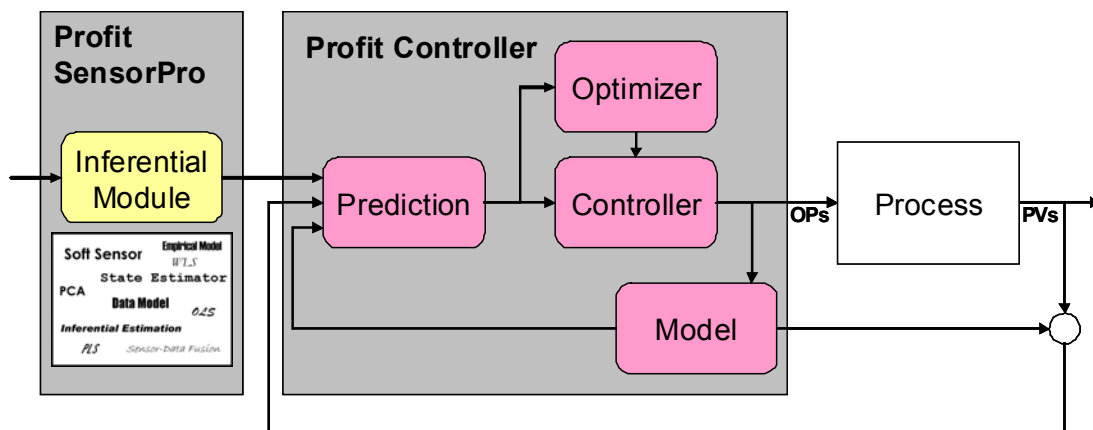 Profit
SensorPro
Inferential
Module
Soft Sensor
Empirical Model
WLS
State Estimator
PCA
Data Model
OLS
Inferential Estimation
PLS
Sensor-Data Fusion
Profit Controller
Optimizer
Prediction
Controller
Model
OPs
Process
PVs